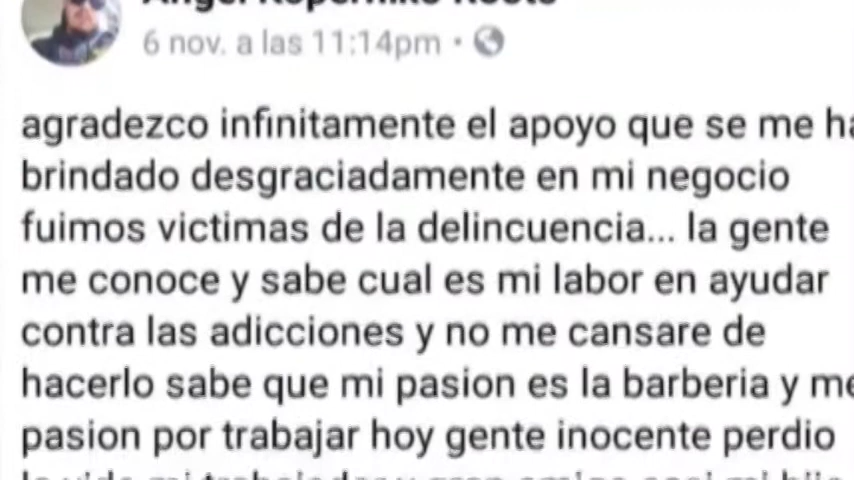 6 nov. a las 11:14pm ·
agradezco infinitamente el apoyo que se me ha
brindado desgraciadamente en mi negocio
fuimos victimas de la delincuencia... la gente
me conoce y sabe cual es mi labor en ayudar
contra las adicciones y no me cansare de
hacerlo sabe que mi pasion es la barberia y me
pasion por trabajar hoy gente inocente perdio